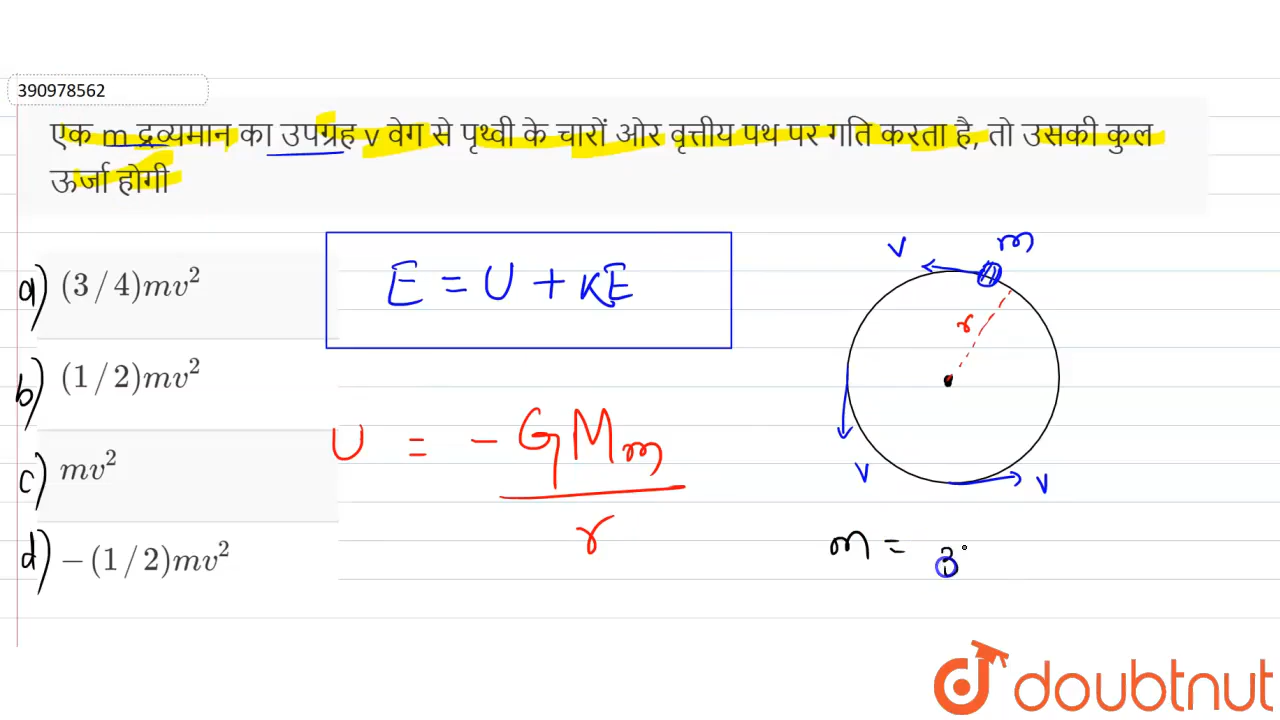 390978562
एक m द्रव्यमान का उपग्रह v वेग से पृथ्वी के चारों ओर वृत्तीय पथ पर गति करता है, तो उसकी कुल
ऊर्जा होगी
a) (3/4)mv²
b) (1/2)mv²
c) mv²
d) −(1/2)mv²
E = U + KE
U = - GMm
r
v
m
r
v
v
m =
doubtnut